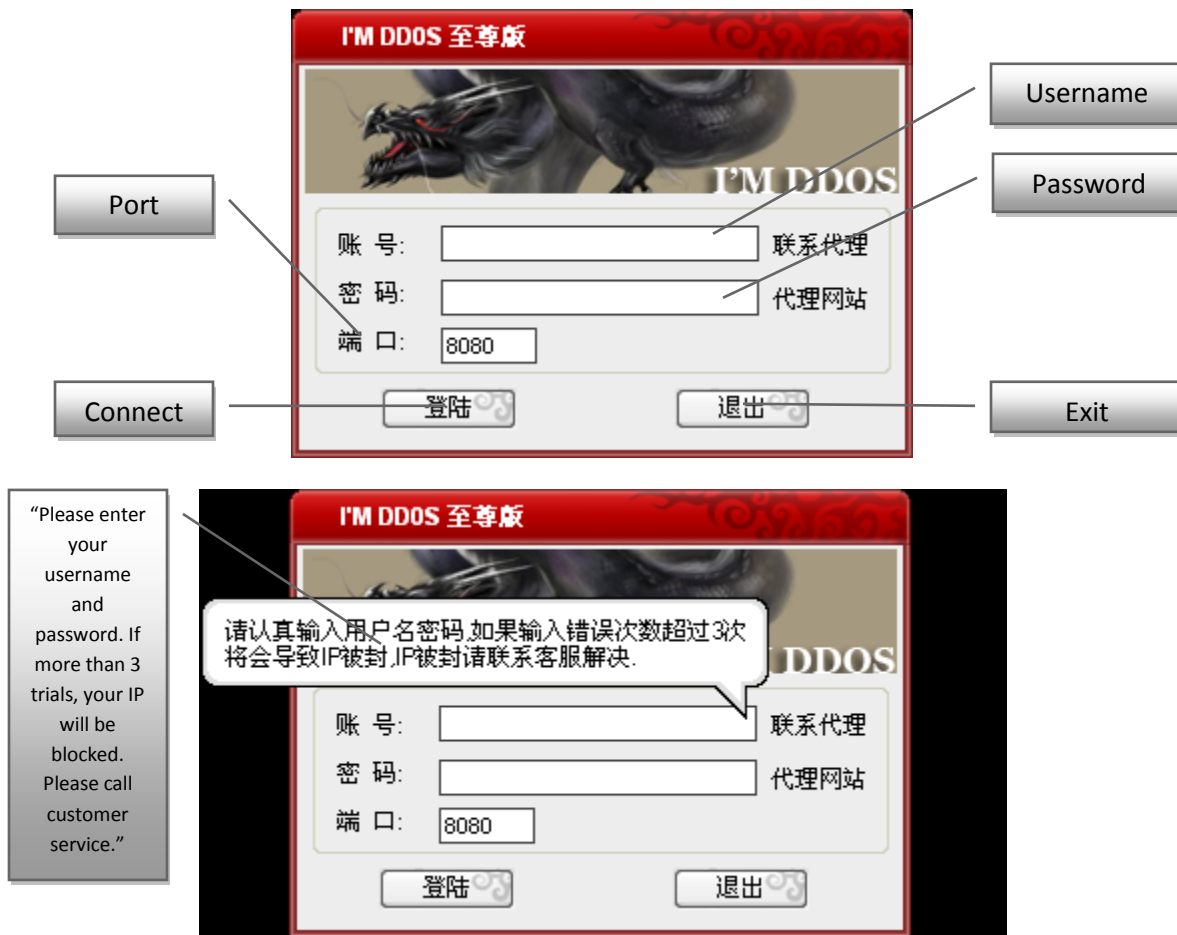 I'M DD0S 至尊版
Username
I'M DDOS
Password
Port
账 号:
联系代理
密 码:
代理网站
端 口:
8080
Connect
登陆
退出
Exit
"Please enter
your
username
and
password. If
more than 3
trials, your IP
will be
blocked.
Please call
customer
service."
I'M DD0S 至尊版
请认真输入用户名密码,如果输入错误次数超过3次
将会导致IP被封,IP被封请联系客服解决.
DDOS
账 号:
联系代理
密 码:
代理网站
端 口:
8080
登陆
退出